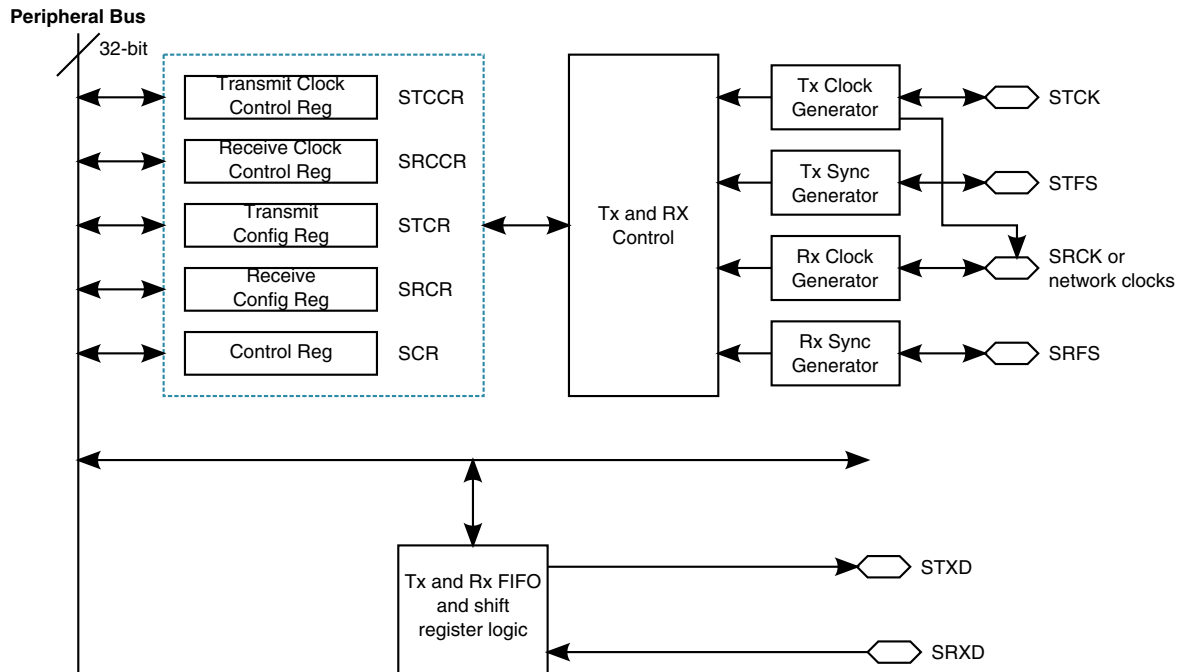 Peripheral Bus
32-bit
Transmit Clock
Control Reg
STCCR
Receive Clock
Control Reg
SRCCR
Transmit
Config Reg
STCR
Receive
Config Reg
SRCR
Control Reg
SCR
Tx and RX
Control
Tx Clock
Generator
STCK
Tx Sync
Generator
STFS
Rx Clock
Generator
SRCK or
network clocks
Rx Sync
Generator
SRFS
Tx and Rx FIFO
and shift
register logic
STXD
SRXD